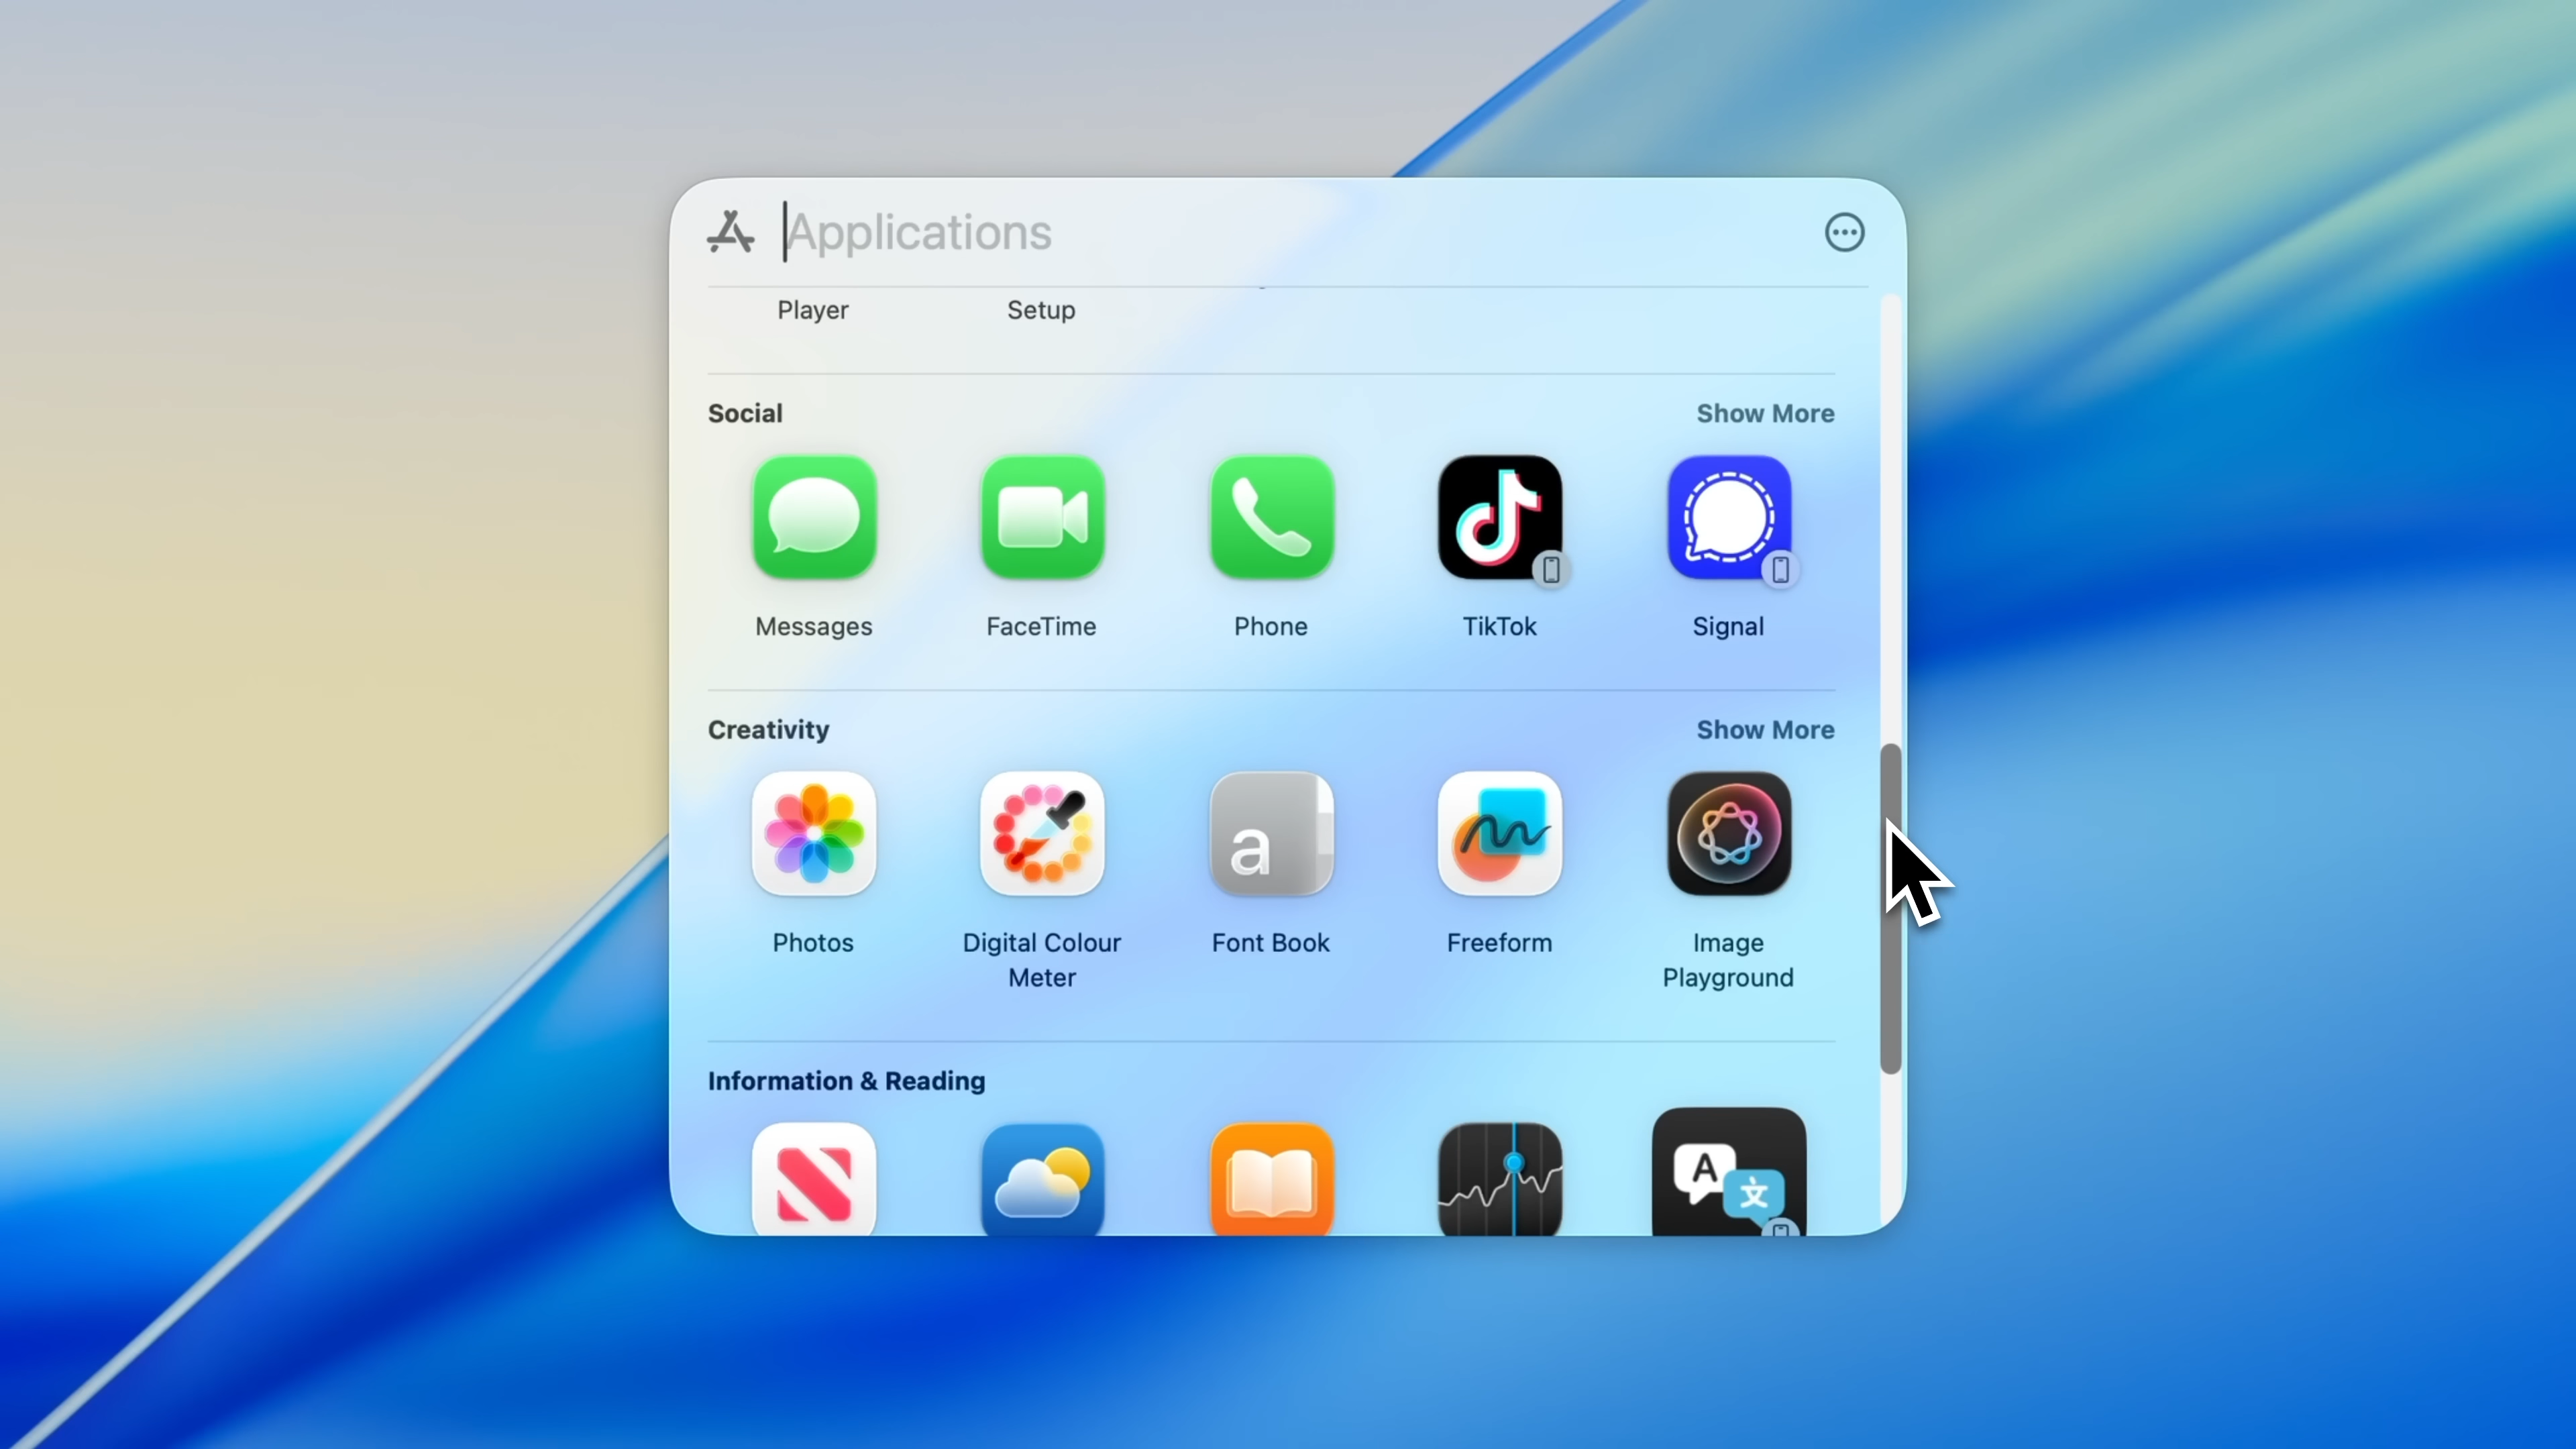 Applications
Player Setup
Social Show More
Messages FaceTime Phone TikTok Signal
Creativity Show More
a
Photos Digital Colour Font Book Freeform Image
Meter Playground
Information & Reading
A 文